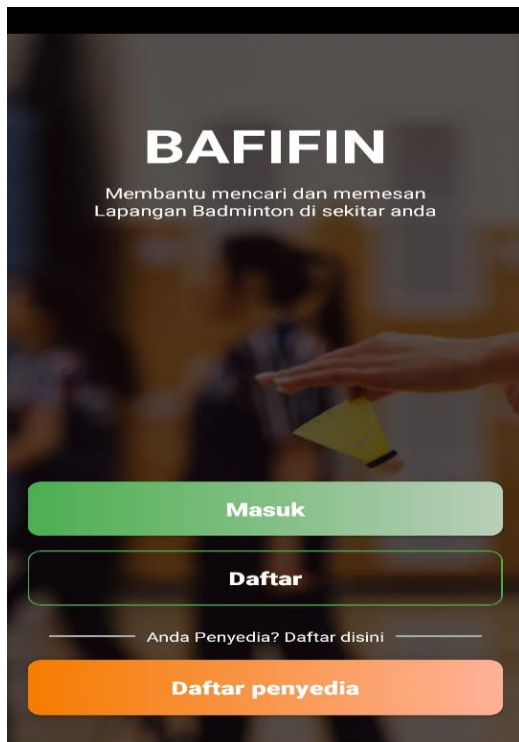 BAFIFIN
Membantu mencari dan memesan
Lapangan Badminton di sekitar anda
Masuk
Daftar
Anda Penyedia? Daftar disini
Daftar penyedia